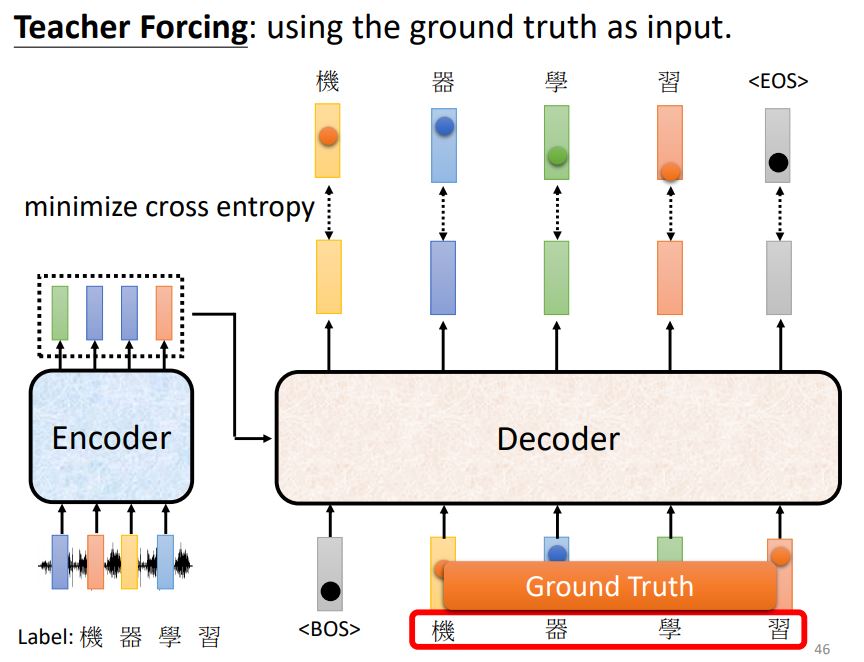 Teacher Forcing: using the ground truth as input.
機 器 學 習 <EOS>
minimize cross entropy
Encoder
Decoder
Ground Truth
Label: 機 器 學 習
<BOS> 機 器 學 習
46